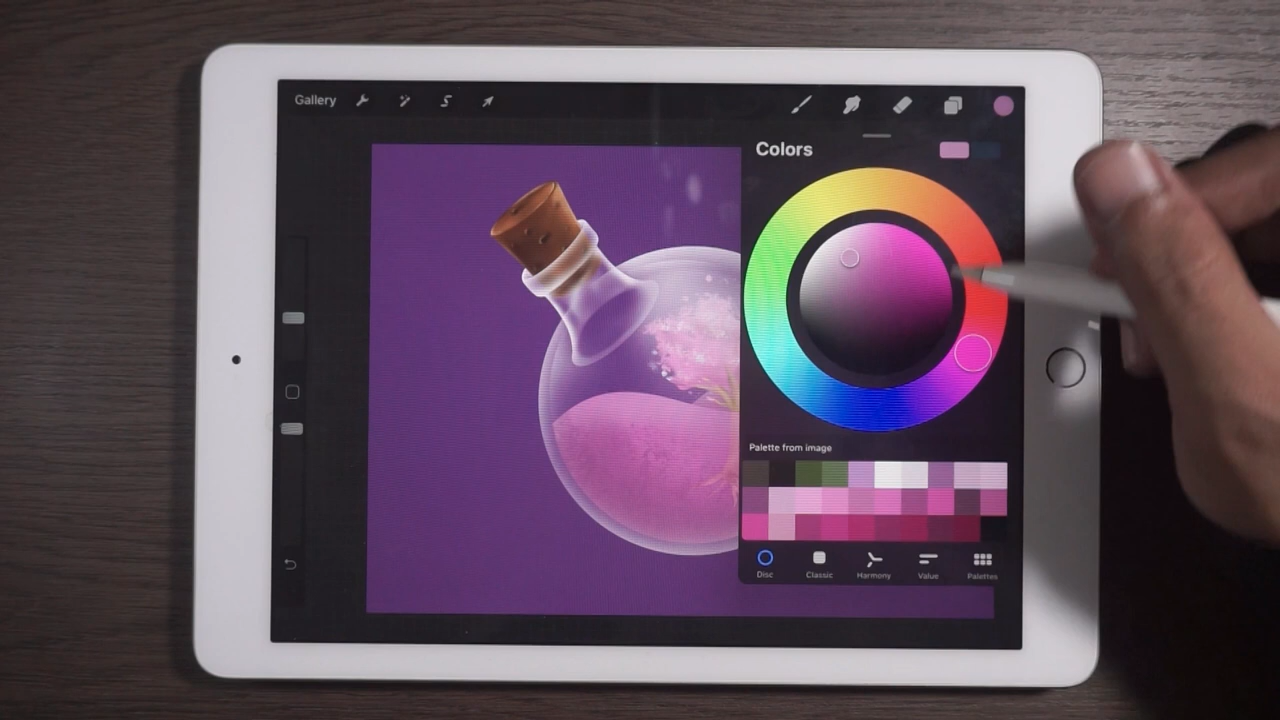 Gallery
Colors
Palette from image
Disc Classic Harmony Value Palettes